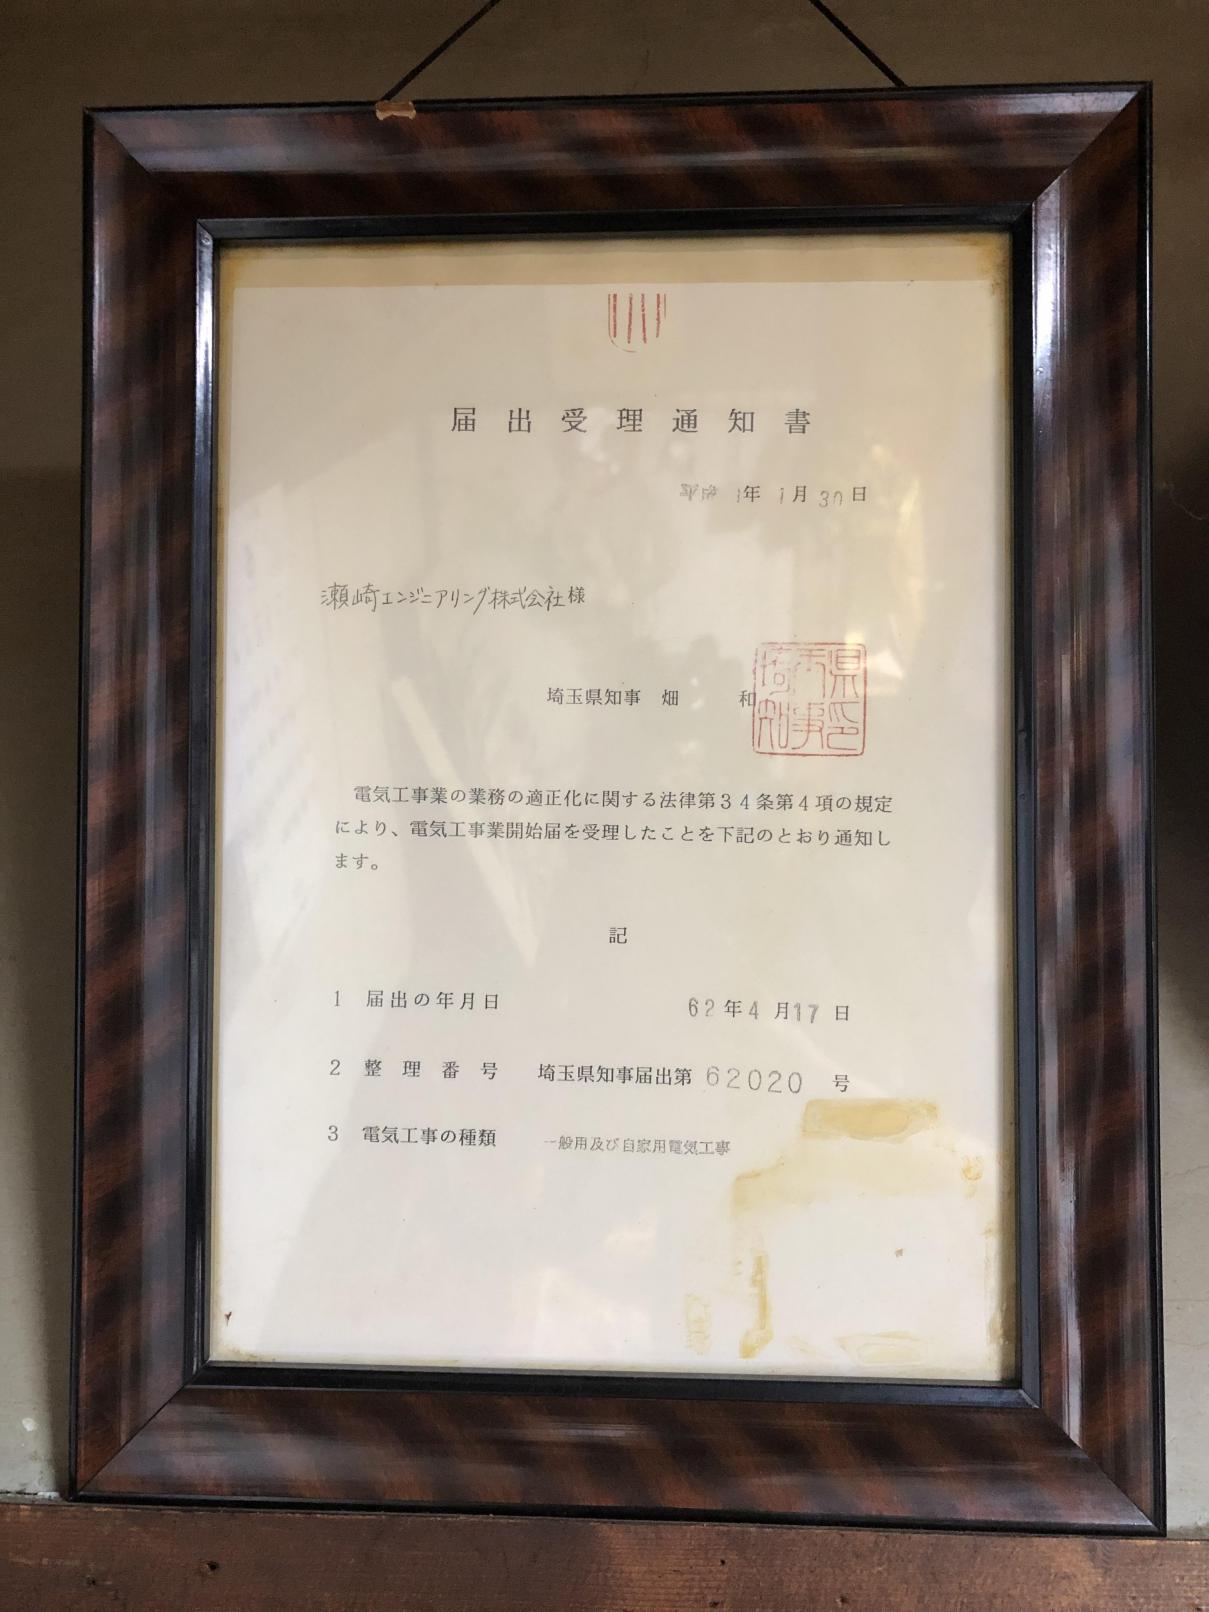 届出受理通知書
1年1月30日
瀬崎エンジニアリング株式会社様
埼玉県知事 畑 和
電気工事業の業務の適正化に関する法律第34条第4項の規定
により、電気工事業開始届を受理したことを下記のとおり通知し
ます。
記
1 届出の年月日 62年4月17日
2 整理番号 埼玉県知事届出第62020号
3 電気工事の種類 一般用及び自家用電気工事